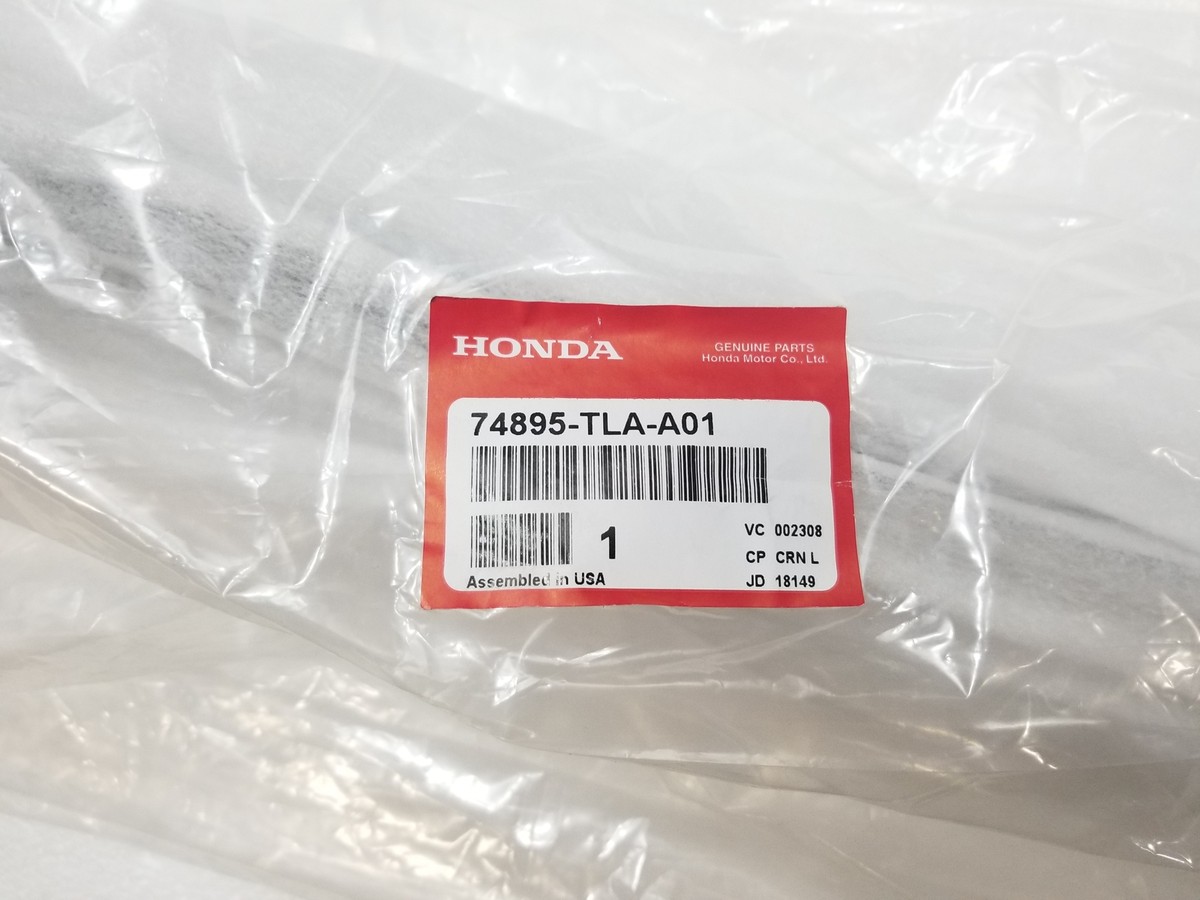 HONDA
GENUINE PARTS
Honda Motor Co., Ltd.
74895-TLA-A01
1
VC 002308
CP CRN L
Assembled in USA
JD 18149